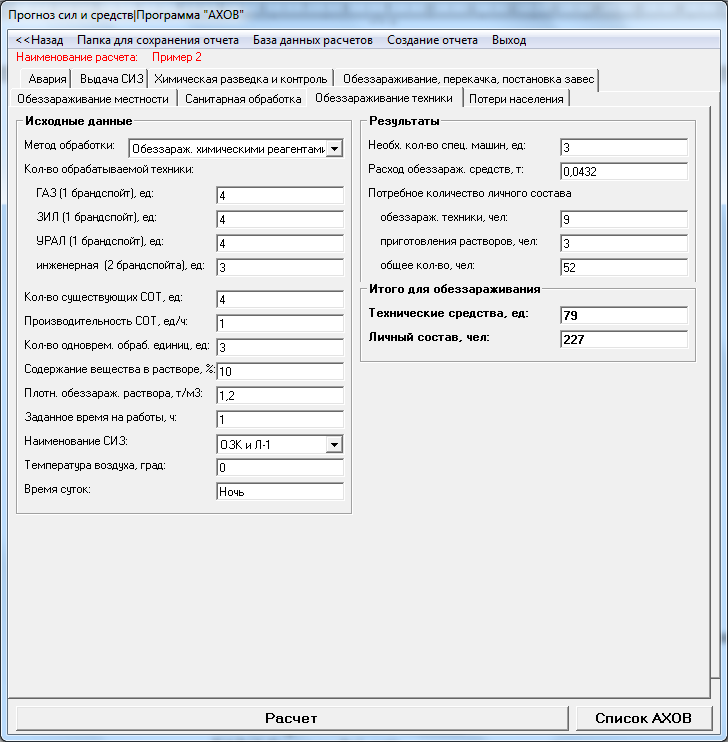 Прогноз сил и средств|Программа "АХОВ"
<<Назад Папка для сохранения отчета База данных расчетов Создание отчета Выход
Наименование расчета: Пример 2
Авария Выдача СИЗ Химическая разведка и контроль Обеззараживание, перекачка, постановка завес
Обеззараживание местности Санитарная обработка Обеззараживание техники Потери населения
Исходные данные
Метод обработки: Обеззараж. химическими реагентами
Кол-во обрабатываемой техники:
ГАЗ (1 брандспойт), ед: 4
ЗИЛ (1 брандспойт), ед: 4
УРАЛ (1 брандспойт), ед: 4
инженерная (2 брандспойта), ед: 3
Кол-во существующих СОТ, ед: 4
Производительность СОТ, ед/ч: 1
Кол-во одноврем. обраб. единиц, ед: 3
Содержание вещества в растворе, %: 10
Плотн. обеззараж. раствора, т/м3: 1,2
Заданное время на работы, ч: 1
Наименование СИЗ: ОЗК и Л-1
Температура воздуха, град: 0
Время суток: Ночь
Результаты
Необх. кол-во спец. машин, ед: 3
Расход обеззараж. средств, т: 0,0432
Потребное количество личного состава
обеззараж. техники, чел: 9
приготовления растворов, чел: 3
общее кол-во, чел: 52
Итого для обеззараживания
Технические средства, ед: 79
Личный состав, чел: 227
Расчет Список АХОВ